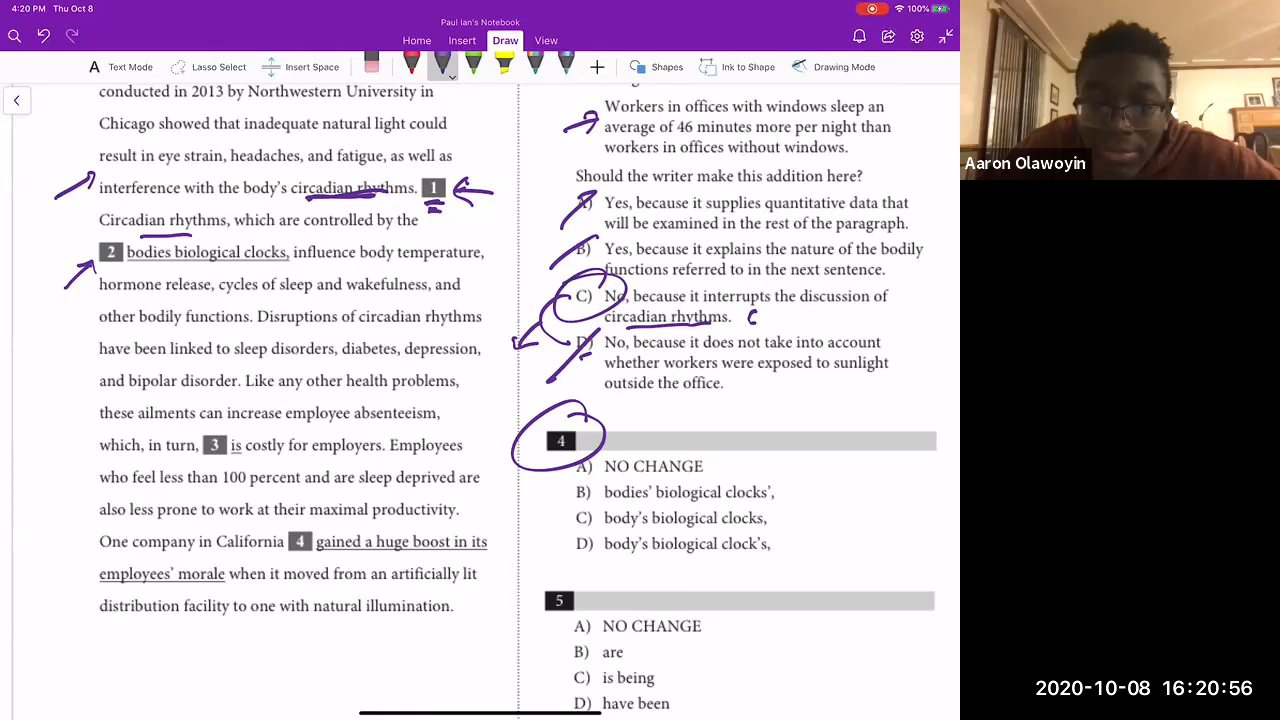 4:20 PM Thu Oct 8
100%
Paul Ian's Notebook
Home Insert Draw View
A Text Mode Lasso Select Insert Space Shapes Ink to Shape Drawing Mode
conducted in 2013 by Northwestern University in
Chicago showed that inadequate natural light could
result in eye strain, headaches, and fatigue, as well as
interference with the body's circadian rhythms. 1
Circadian rhythms, which are controlled by the
2 bodies biological clocks, influence body temperature,
hormone release, cycles of sleep and wakefulness, and
other bodily functions. Disruptions of circadian rhythms
have been linked to sleep disorders, diabetes, depression,
and bipolar disorder. Like any other health problems,
these ailments can increase employee absenteeism,
which, in turn, 3 is costly for employers. Employees
who feel less than 100 percent and are sleep deprived are
also less prone to work at their maximal productivity.
One company in California 4 gained a huge boost in its
employees' morale when it moved from an artificially lit
distribution facility to one with natural illumination.
Workers in offices with windows sleep an
average of 46 minutes more per night than
workers in offices without windows.
Should the writer make this addition here?
A) Yes, because it supplies quantitative data that
will be examined in the rest of the paragraph.
B) Yes, because it explains the nature of the bodily
functions referred to in the next sentence.
C) No, because it interrupts the discussion of
circadian rhythms. C
D) No, because it does not take into account
whether workers were exposed to sunlight
outside the office.
4
A) NO CHANGE
B) bodies' biological clocks',
C) body's biological clocks,
D) body's biological clock's,
5
A) NO CHANGE
B) are
C) is being
D) have been
Aaron Olawoyin
2020-10-08 16:20:56